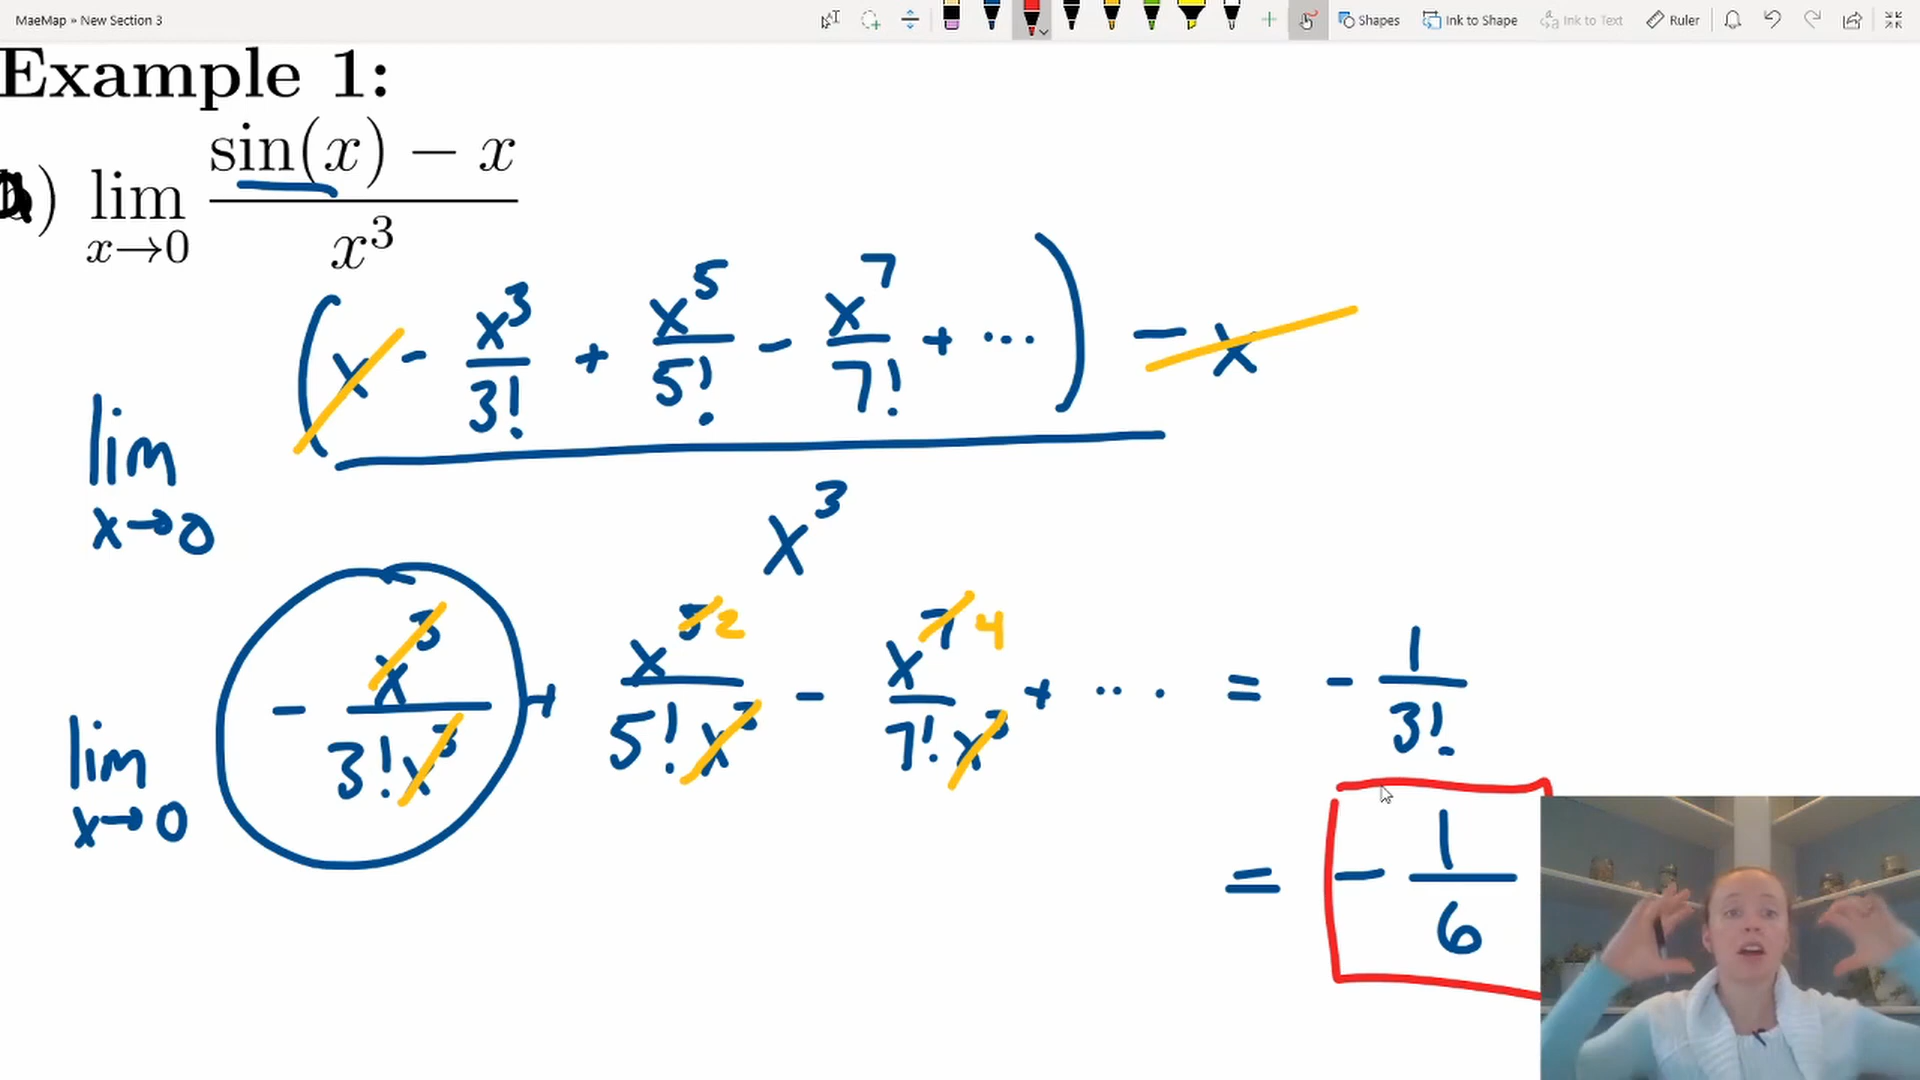 MaeMap » New Section 3
Shapes Ink to Shape Ink to Text Ruler
Example 1:
) lim x→0 (sin(x) − x)/x³
lim x→0 ((x − x³/3! + x⁵/5! − x⁷/7! + ···) − x)/x³
lim x→0 − x³/(3! x³) + x⁵ ²/(5! x³) − x⁷ ⁴/(7! x³) + ··· = − 1/3!
= − 1/6